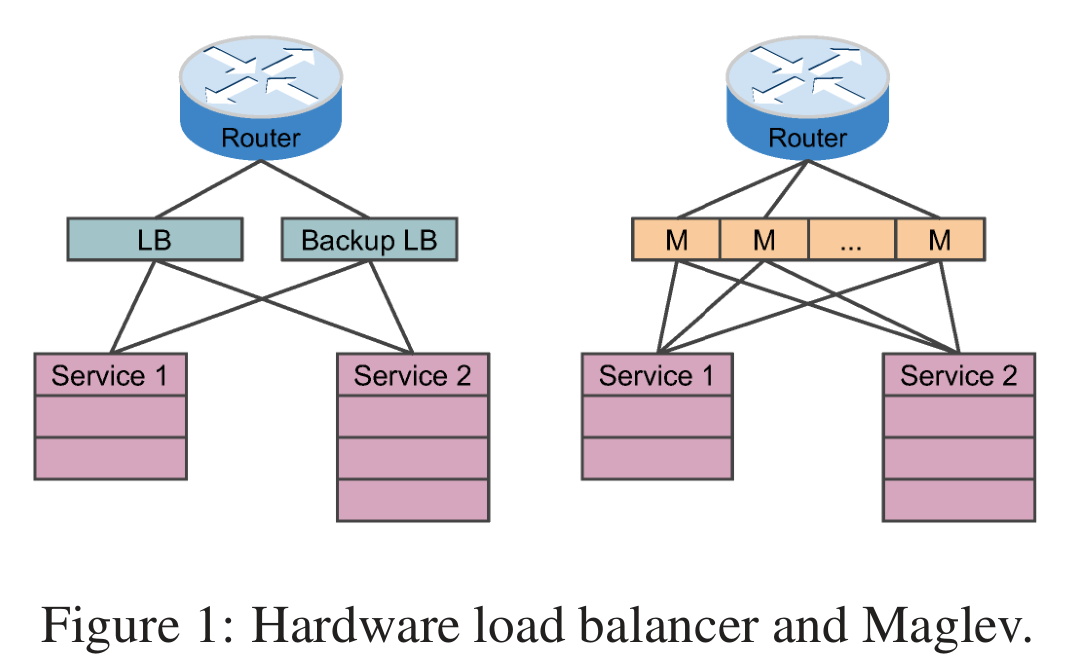 Router
Router
LB
Backup LB
M
M
...
M
Service 1
Service 2
Service 1
Service 2
Figure 1: Hardware load balancer and Maglev.